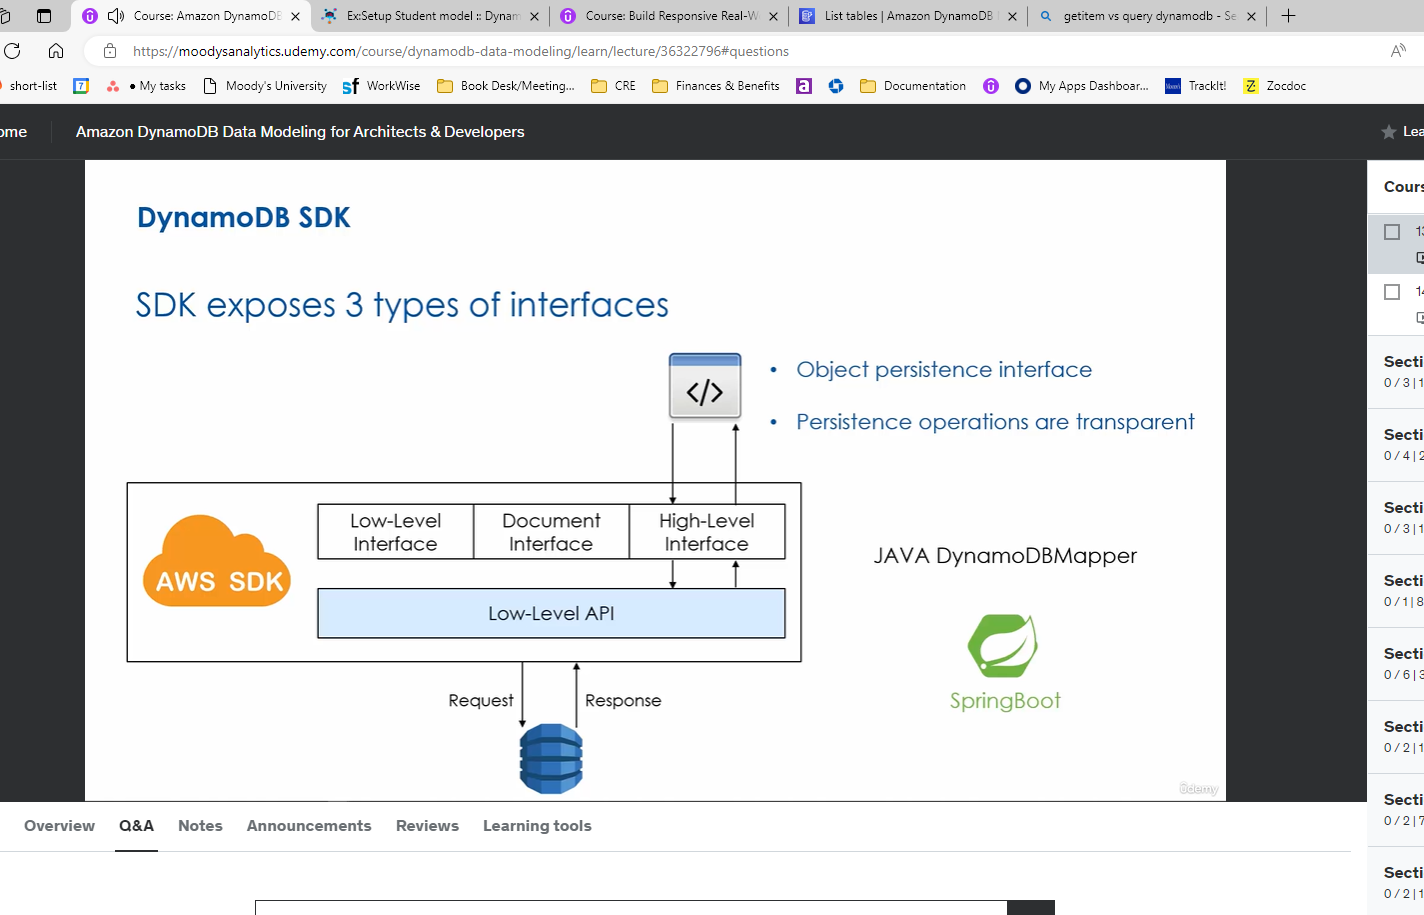 Course: Amazon DynamoDB
Ex:Setup Student model :: Dynam
Course: Build Responsive Real-W
List tables | Amazon DynamoDB
getitem vs query dynamodb - Se
https://moodysanalytics.udemy.com/course/dynamodb-data-modeling/learn/lecture/36322796#questions
short-list
7
• My tasks
Moody's University
sf WorkWise
Book Desk/Meeting...
CRE
Finances & Benefits
a
Documentation
My Apps Dashboar...
TrackIt!
Z Zocdoc
ome
Amazon DynamoDB Data Modeling for Architects & Developers
Lea
DynamoDB SDK
SDK exposes 3 types of interfaces
</>
• Object persistence interface
• Persistence operations are transparent
Low-Level
Interface
Document
Interface
High-Level
Interface
AWS SDK
Low-Level API
JAVA DynamoDBMapper
SpringBoot
Request
Response
ûdemy
Cours
13
14
Secti
0 / 3 | 1
Secti
0 / 4 | 2
Secti
0 / 3 | 1
Secti
0 / 1 | 8
Secti
0 / 6 | 3
Secti
0 / 2 | 1
Secti
0 / 2 | 7
Secti
0 / 2 | 1
Overview
Q&A
Notes
Announcements
Reviews
Learning tools